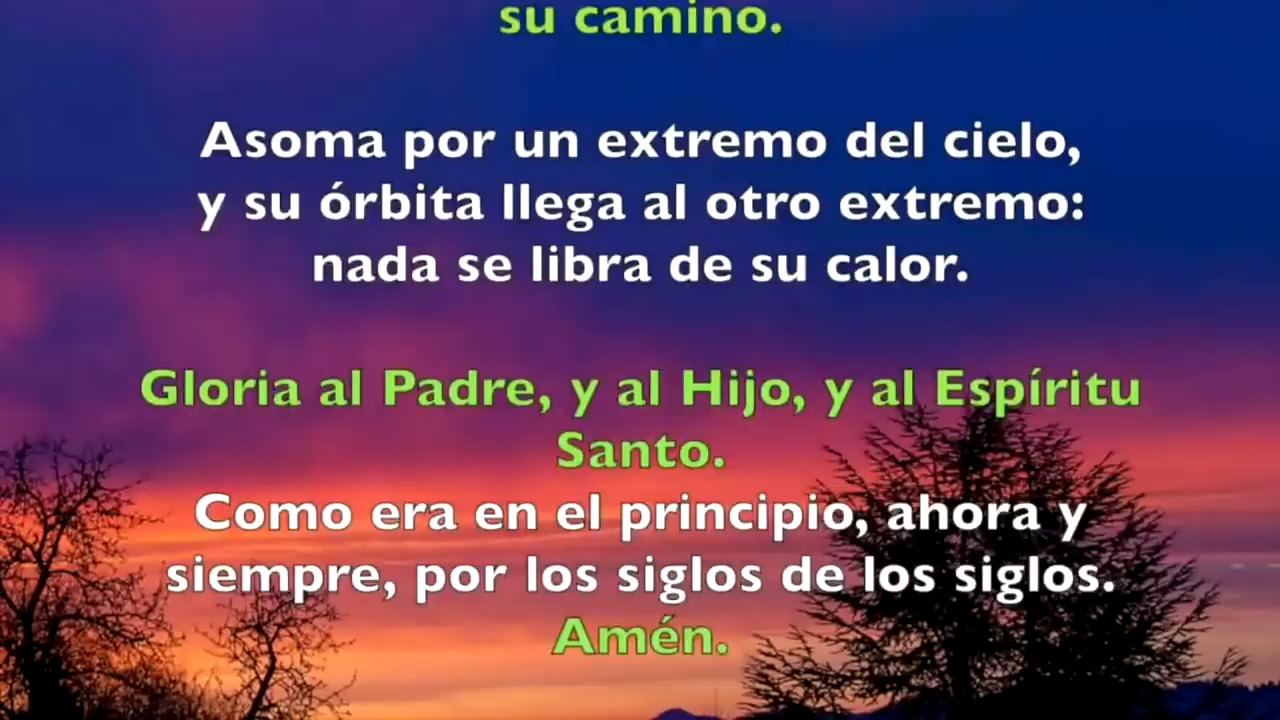 su camino.
Asoma por un extremo del cielo,
y su órbita llega al otro extremo:
nada se libra de su calor.
Gloria al Padre, y al Hijo, y al Espíritu
Santo.
Como era en el principio, ahora y
siempre, por los siglos de los siglos.
Amén.